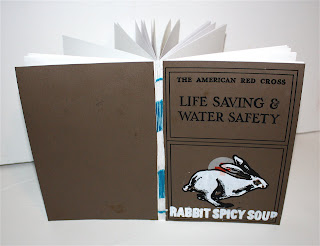 THE AMERICAN RED CROSS
LIFE SAVING &
WATER SAFETY
RABBIT SPICY SOUP